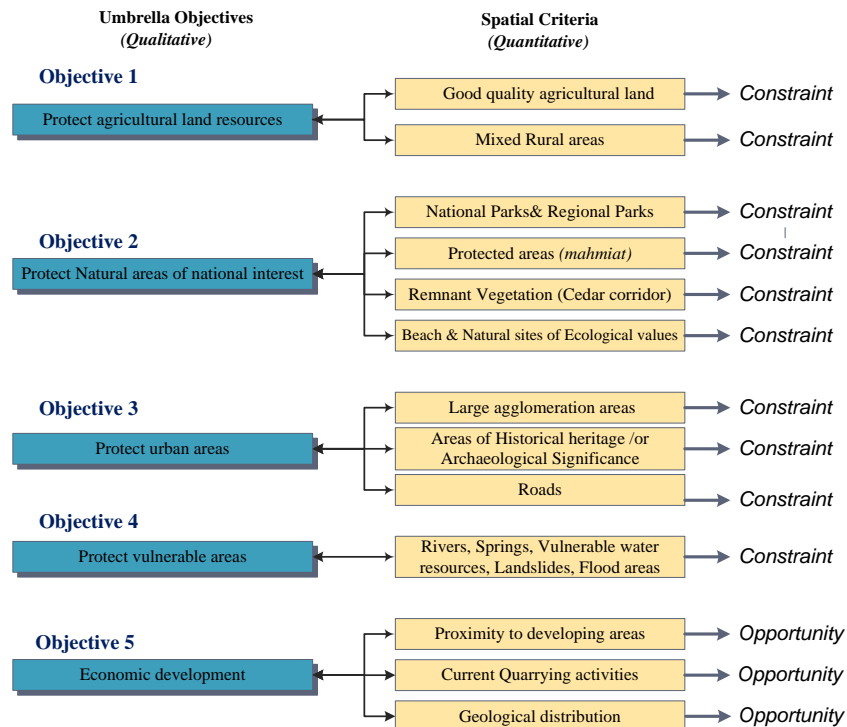 Umbrella Objectives
(Qualitative)
Spatial Criteria
(Quantitative)
Objective 1
Protect agricultural land resources
Good quality agricultural land
Constraint
Mixed Rural areas
Constraint
Objective 2
Protect Natural areas of national interest
National Parks& Regional Parks
Constraint
Protected areas (mahmiat)
Constraint
Remnant Vegetation (Cedar corridor)
Constraint
Beach & Natural sites of Ecological values
Constraint
Objective 3
Protect urban areas
Large agglomeration areas
Constraint
Areas of Historical heritage /or
Archaeological Significance
Constraint
Roads
Constraint
Objective 4
Protect vulnerable areas
Rivers, Springs, Vulnerable water
resources, Landslides, Flood areas
Constraint
Objective 5
Economic development
Proximity to developing areas
Opportunity
Current Quarrying activities
Opportunity
Geological distribution
Opportunity